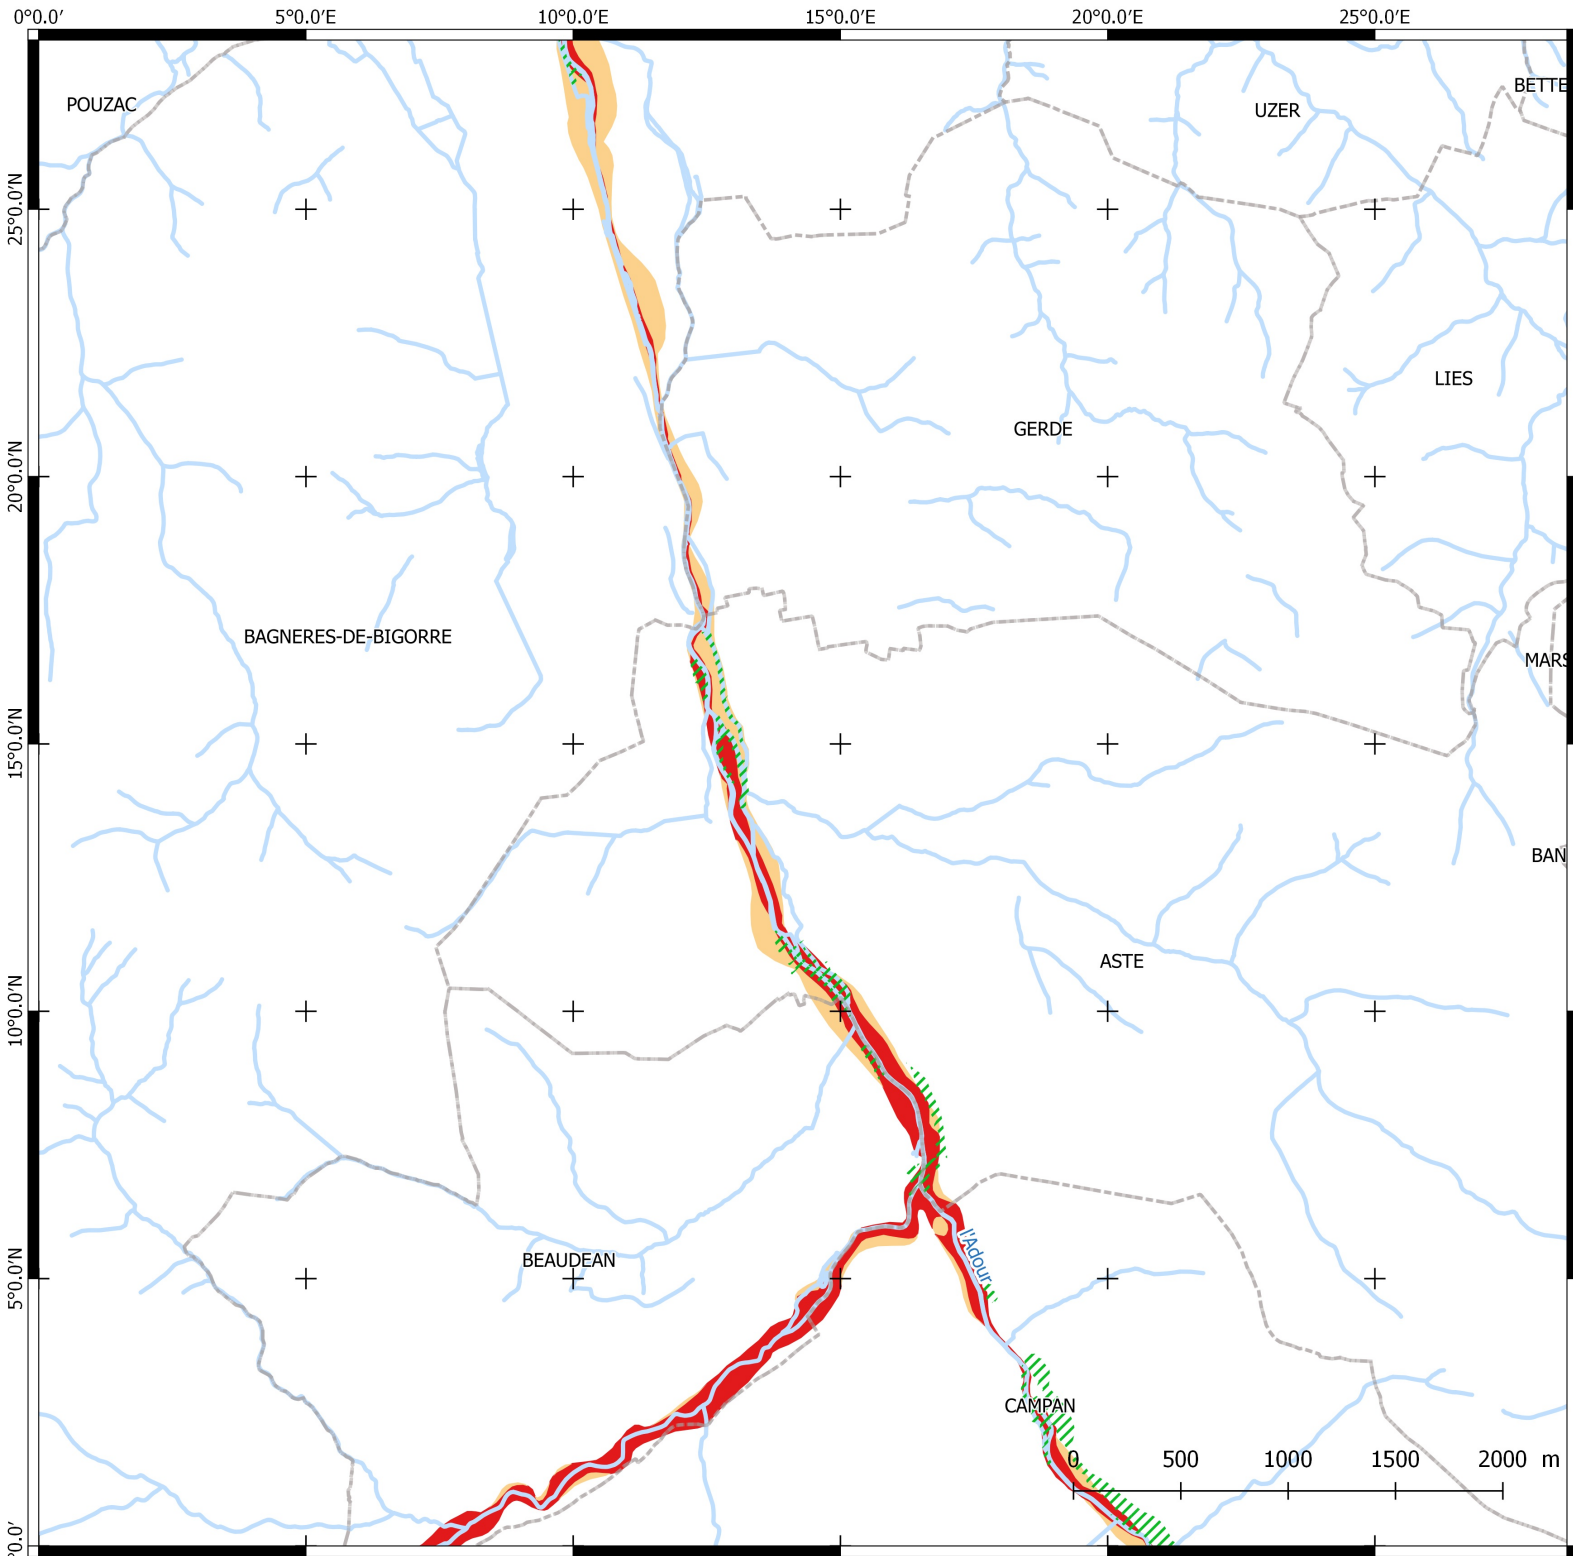 0°0.0′ 5°0.0′E 10°0.0′E 15°0.0′E 20°0.0′E 25°0.0′E
BETTE
POUZAC
UZER
25°0.0′N
LIES
GERDE
20°0.0′N
BAGNERES-DE-BIGORRE
MARS
15°0.0′N
BAN
ASTE
10°0.0′N
l'Adour
BEAUDEAN
5°0.0′N
CAMPAN
0 500 1000 1500 2000 m
°0.0′